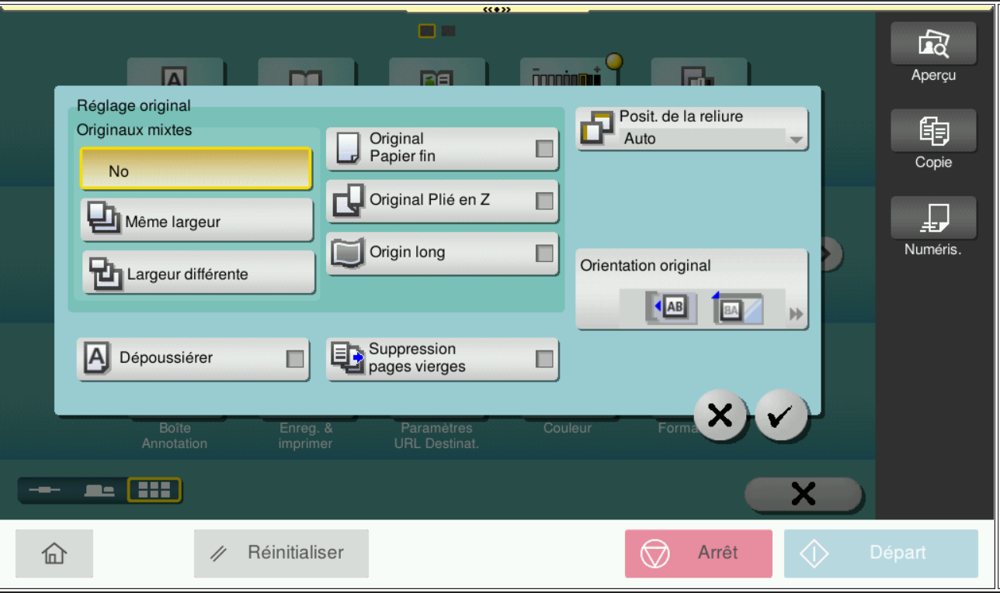 Aperçu
Réglage original
Originaux mixtes
No
Même largeur
Largeur différente
Original
Papier fin
Original Plié en Z
Origin long
Posit. de la reliure
Auto
Orientation original
Dépoussiérer
Suppression
pages vierges
Copie
Numéris.
Boîte
Annotation
Enreg. &
imprimer
Paramètres
URL Destinat.
Couleur
Réinitialiser
Arrêt
Départ